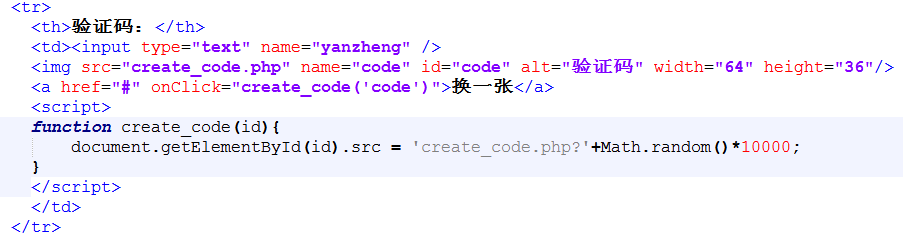 <tr>
<th>验证码：</th>
<td><input type="text" name="yanzheng" />
<img src="create_code.php" name="code" id="code" alt="验证码" width="64" height="36"/>
<a href="#" onClick="create_code('code')">换一张</a>
<script>
function create_code(id){
document.getElementById(id).src = 'create_code.php?'+Math.random()*10000;
}
</script>
</td>
</tr>